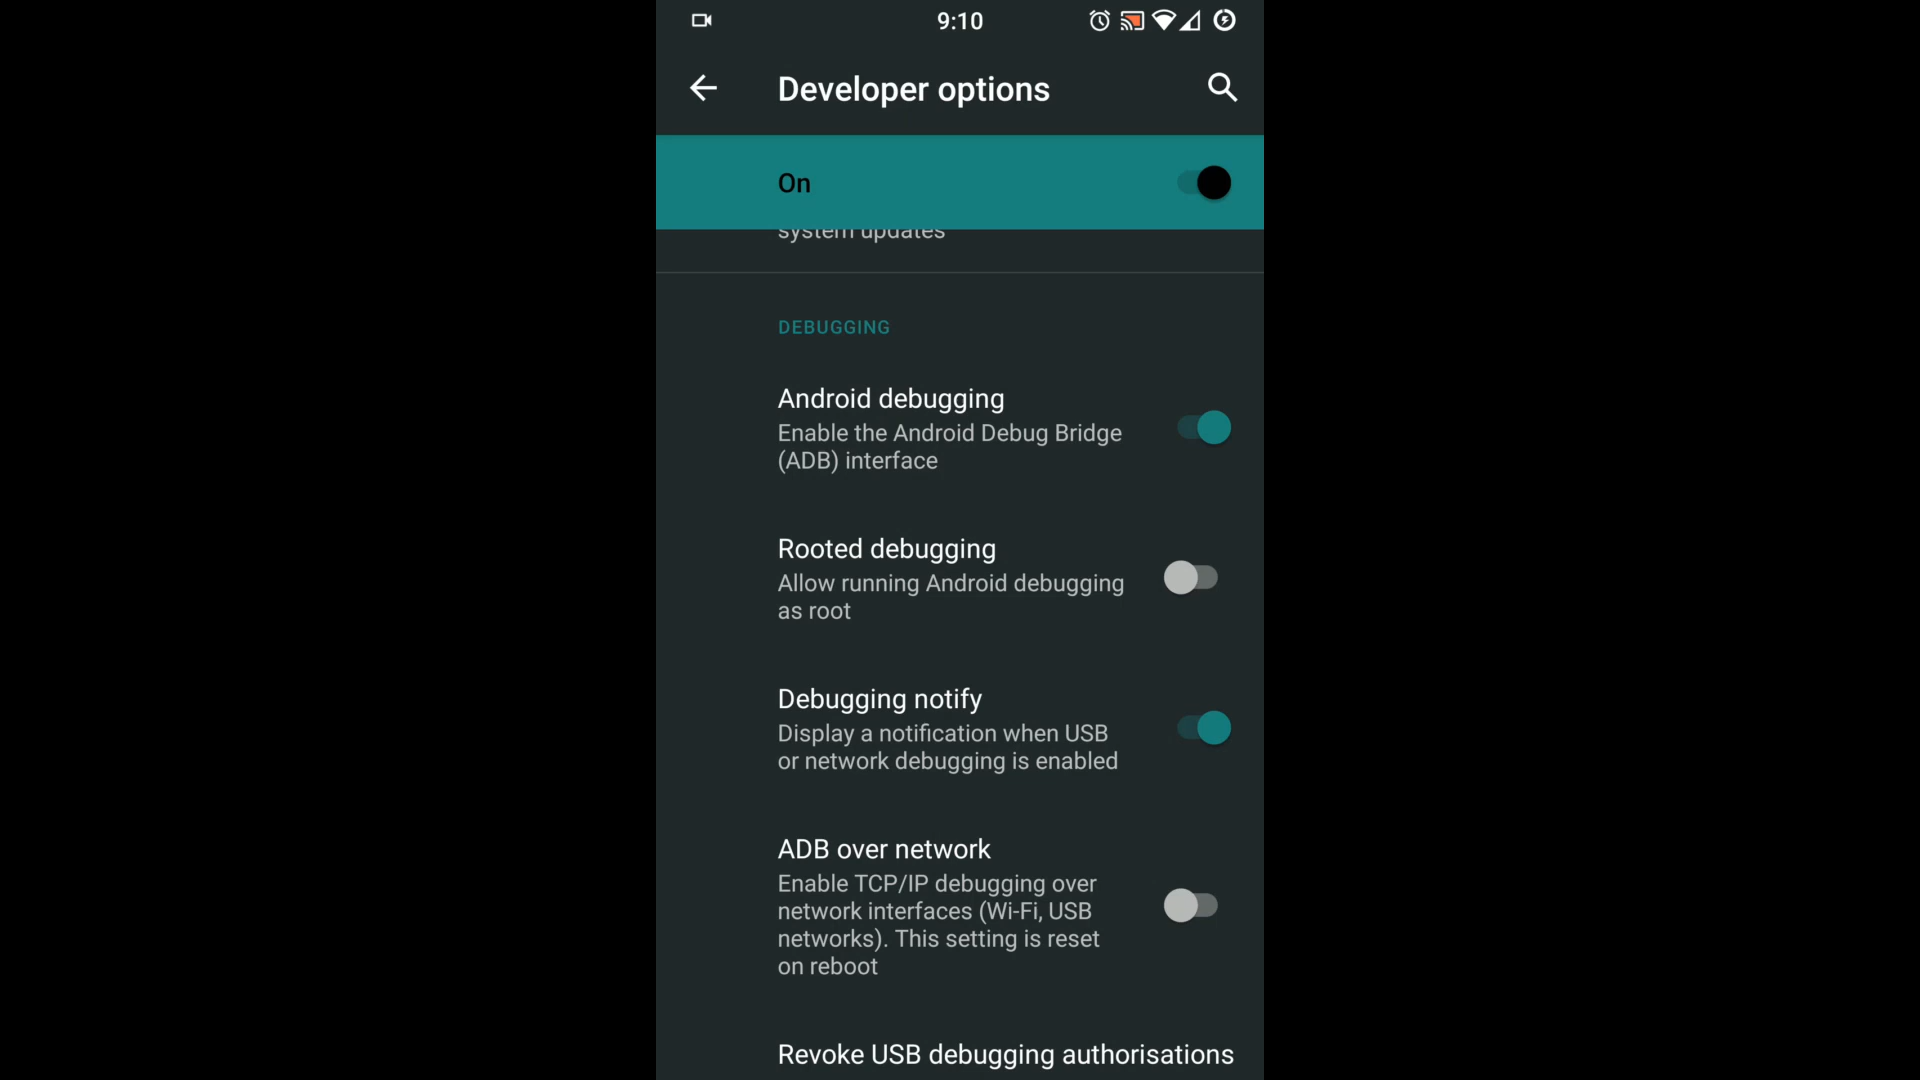 9:10
Developer options
On
system updates
DEBUGGING
Android debugging
Enable the Android Debug Bridge
(ADB) interface
Rooted debugging
Allow running Android debugging
as root
Debugging notify
Display a notification when USB
or network debugging is enabled
ADB over network
Enable TCP/IP debugging over
network interfaces (Wi-Fi, USB
networks). This setting is reset
on reboot
Revoke USB debugging authorisations